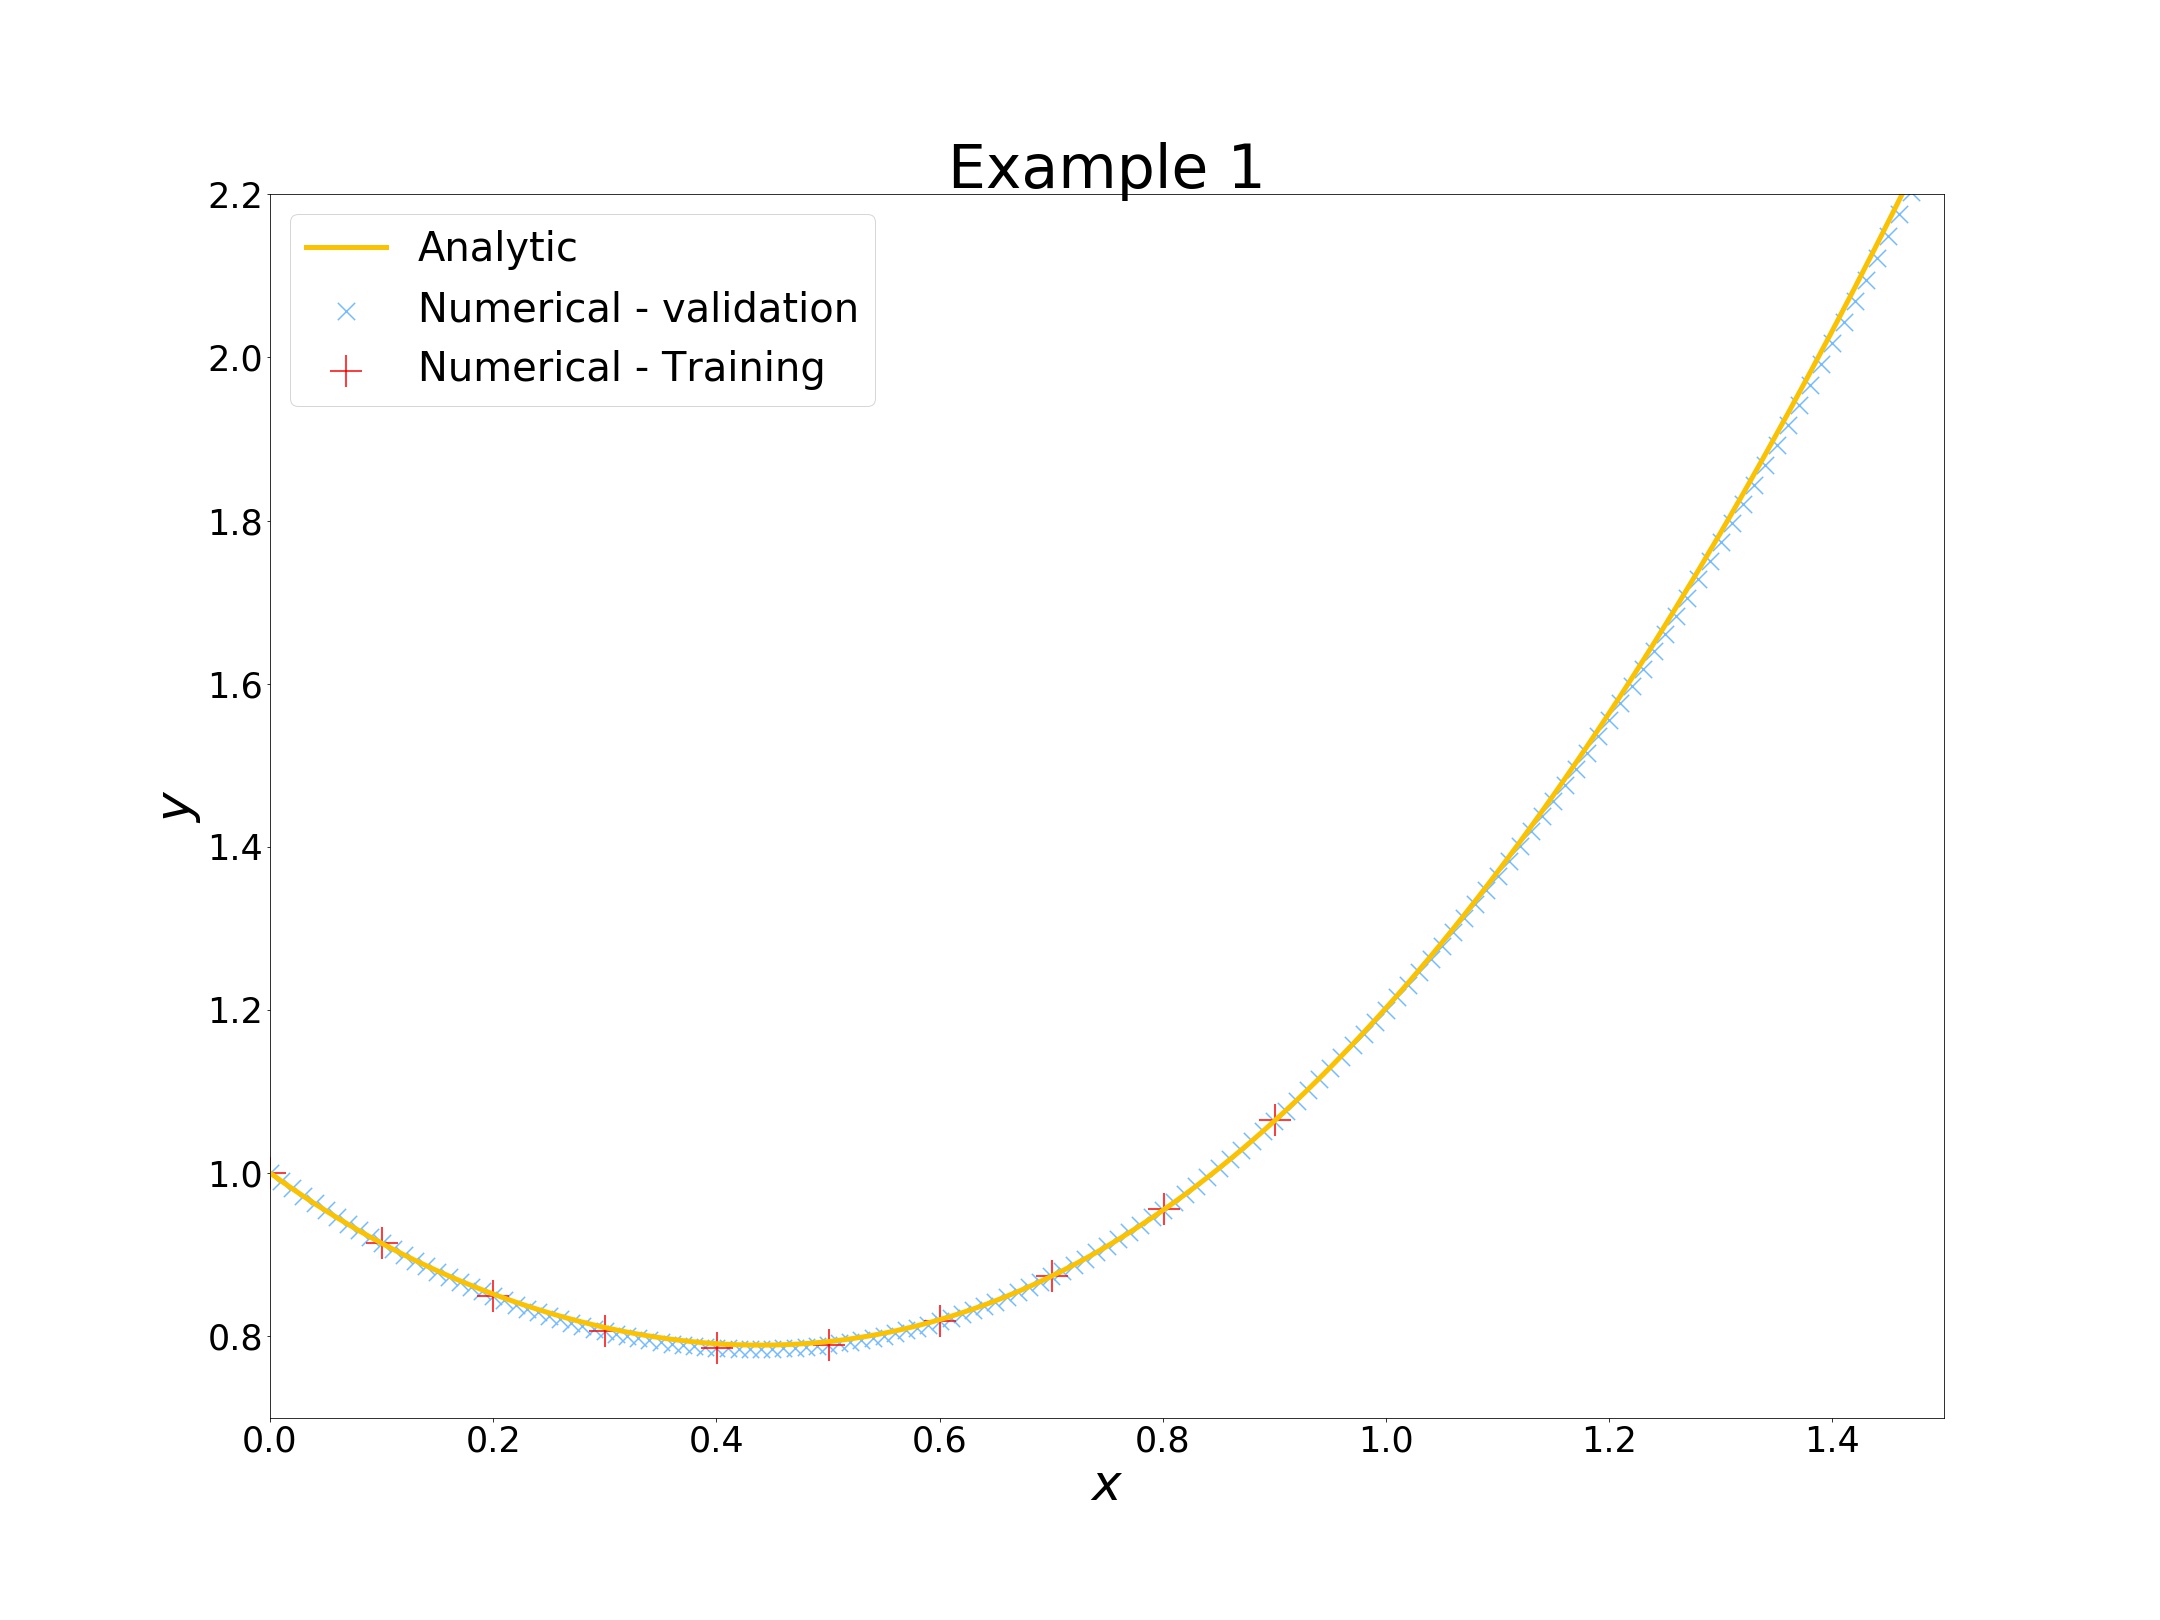 Example 1
2.2
2.0
1.8
1.6
1.4
1.2
1.0
0.8
Analytic
Numerical - validation
Numerical - Training
y
0.0 0.2 0.4 0.6 0.8 1.0 1.2 1.4
x